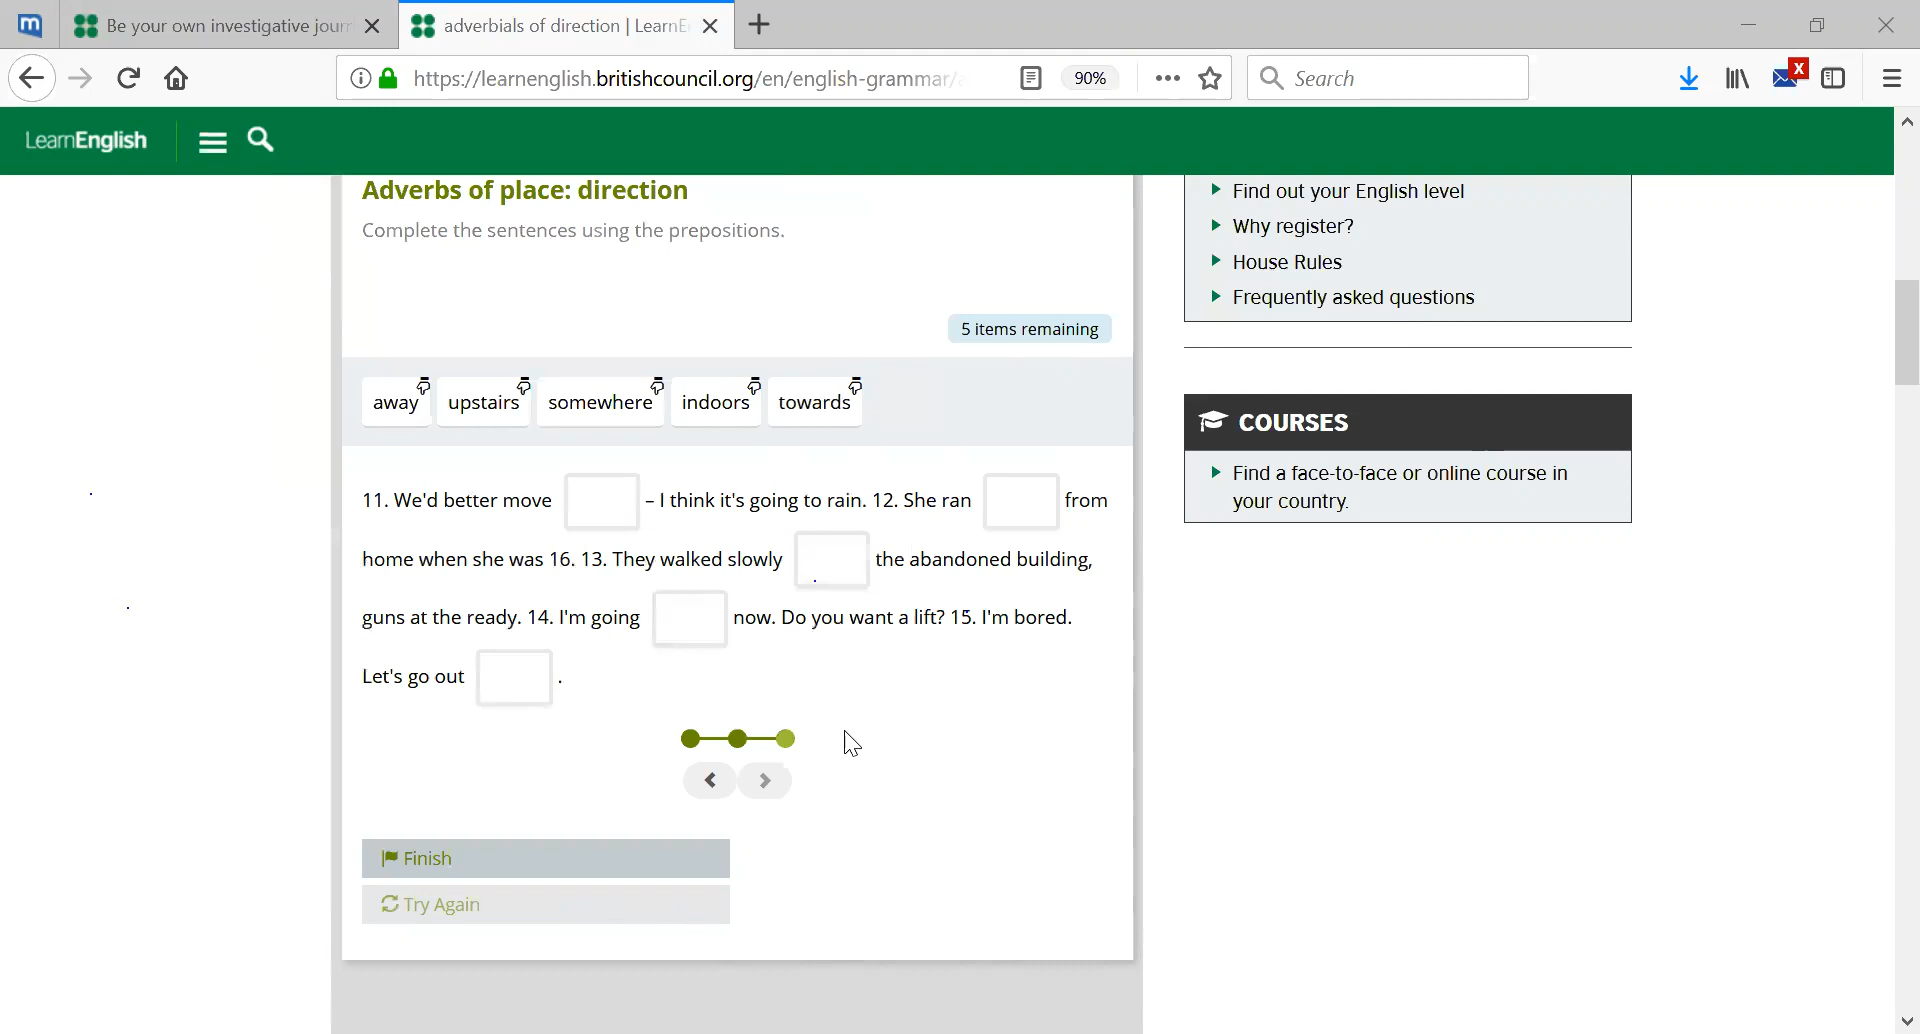 Be your own investigative jour
adverbials of direction | LearnE
https://learnenglish.britishcouncil.org/en/english-grammar/a
90%
Search
X
LearnEnglish
Adverbs of place: direction
Complete the sentences using the prepositions.
5 items remaining
away upstairs somewhere indoors towards
11. We'd better move – I think it's going to rain. 12. She ran from
home when she was 16. 13. They walked slowly the abandoned building,
guns at the ready. 14. I'm going now. Do you want a lift? 15. I'm bored.
Let's go out .
Finish
Try Again
Find out your English level
Why register?
House Rules
Frequently asked questions
COURSES
Find a face-to-face or online course in
your country.